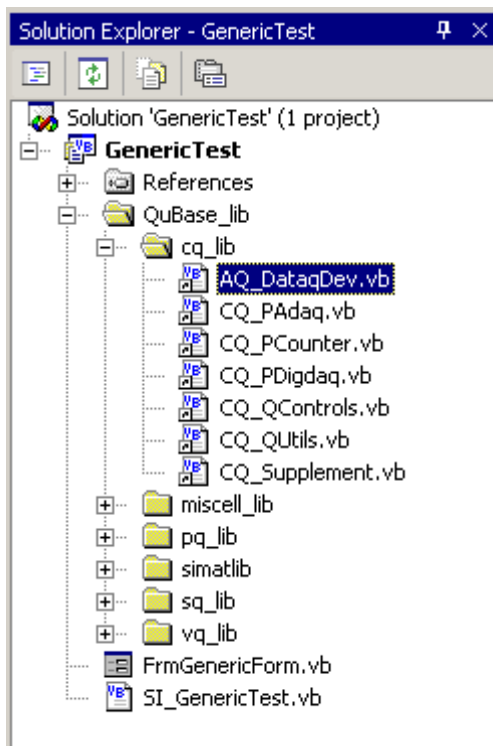 Solution Explorer - GenericTest
Solution 'GenericTest' (1 project)
GenericTest
References
QuBase_lib
cq_lib
AQ_DataqDev.vb
CQ_PAdaq.vb
CQ_PCounter.vb
CQ_PDigdaq.vb
CQ_QControls.vb
CQ_QUtils.vb
CQ_Supplement.vb
miscell_lib
pq_lib
simatlib
sq_lib
vq_lib
FrmGenericForm.vb
SI_GenericTest.vb